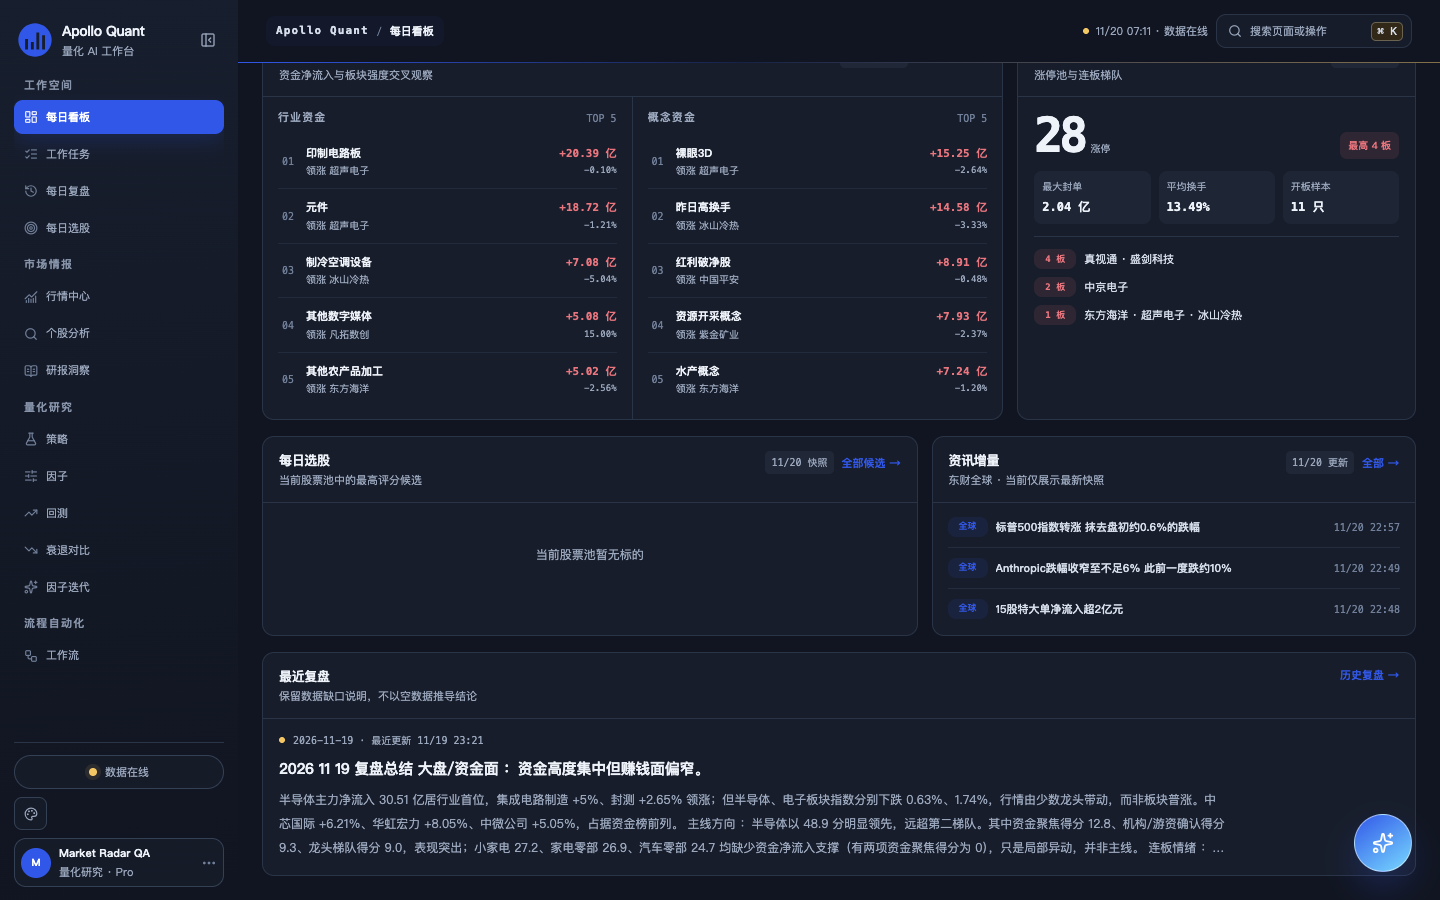 Apollo Quant
量化 AI 工作台
工作空间
每日看板
工作任务
每日复盘
每日选股
市场情报
行情中心
个股分析
研报洞察
量化研究
策略
因子
回测
衰退对比
因子迭代
流程自动化
工作流
数据在线
M
Market Radar QA
量化研究 · Pro
Apollo Quant / 每日看板
11/20 07:11 · 数据在线
搜索页面或操作
⌘ K
资金净流入与板块强度交叉观察
行业资金 TOP 5
01 印制电路板 +20.39 亿
领涨 超声电子 -0.10%
02 元件 +18.72 亿
领涨 超声电子 -1.21%
03 制冷空调设备 +7.08 亿
领涨 冰山冷热 -5.04%
04 其他数字媒体 +5.08 亿
领涨 凡拓数创 15.00%
05 其他农产品加工 +5.02 亿
领涨 东方海洋 -2.56%
概念资金 TOP 5
01 裸眼3D +15.25 亿
领涨 超声电子 -2.64%
02 昨日高换手 +14.58 亿
领涨 冰山冷热 -3.33%
03 红利破净股 +8.91 亿
领涨 中国平安 -0.48%
04 资源开采概念 +7.93 亿
领涨 紫金矿业 -2.37%
05 水产概念 +7.24 亿
领涨 东方海洋 -1.20%
涨停池与连板梯队
28 涨停
最高 4 板
最大封单
2.04 亿
平均换手
13.49%
开板样本
11 只
4 板 真视通 · 盛剑科技
2 板 中京电子
1 板 东方海洋 · 超声电子 · 冰山冷热
每日选股
当前股票池中的最高评分候选
11/20 快照
全部候选 →
当前股票池暂无标的
资讯增量
东财全球 · 当前仅展示最新快照
11/20 更新
全部 →
全球 标普500指数转涨 抹去盘初约0.6%的跌幅 11/20 22:57
全球 Anthropic跌幅收窄至不足6% 此前一度跌约10% 11/20 22:49
全球 15股特大单净流入超2亿元 11/20 22:48
最近复盘
保留数据缺口说明，不以空数据推导结论
历史复盘 →
2026-11-19 · 最近更新 11/19 23:21
2026 11 19 复盘总结 大盘/资金面： 资金高度集中但赚钱面偏窄。
半导体主力净流入 30.51 亿居行业首位，集成电路制造 +5%、封测 +2.65% 领涨；但半导体、电子板块指数分别下跌 0.63%、1.74%，行情由少数龙头带动，而非板块普涨。中
芯国际 +6.21%、华虹宏力 +8.05%、中微公司 +5.05%，占据资金榜前列。 主线方向： 半导体以 48.9 分明显领先，远超第二梯队。其中资金聚焦得分 12.8、机构/游资确认得分
9.3、龙头梯队得分 9.0，表现突出；小家电 27.2、家电零部 26.9、汽车零部 24.7 均缺少资金净流入支撑（有两项资金聚焦得分为 0），只是局部异动，并非主线。 连板情绪： …